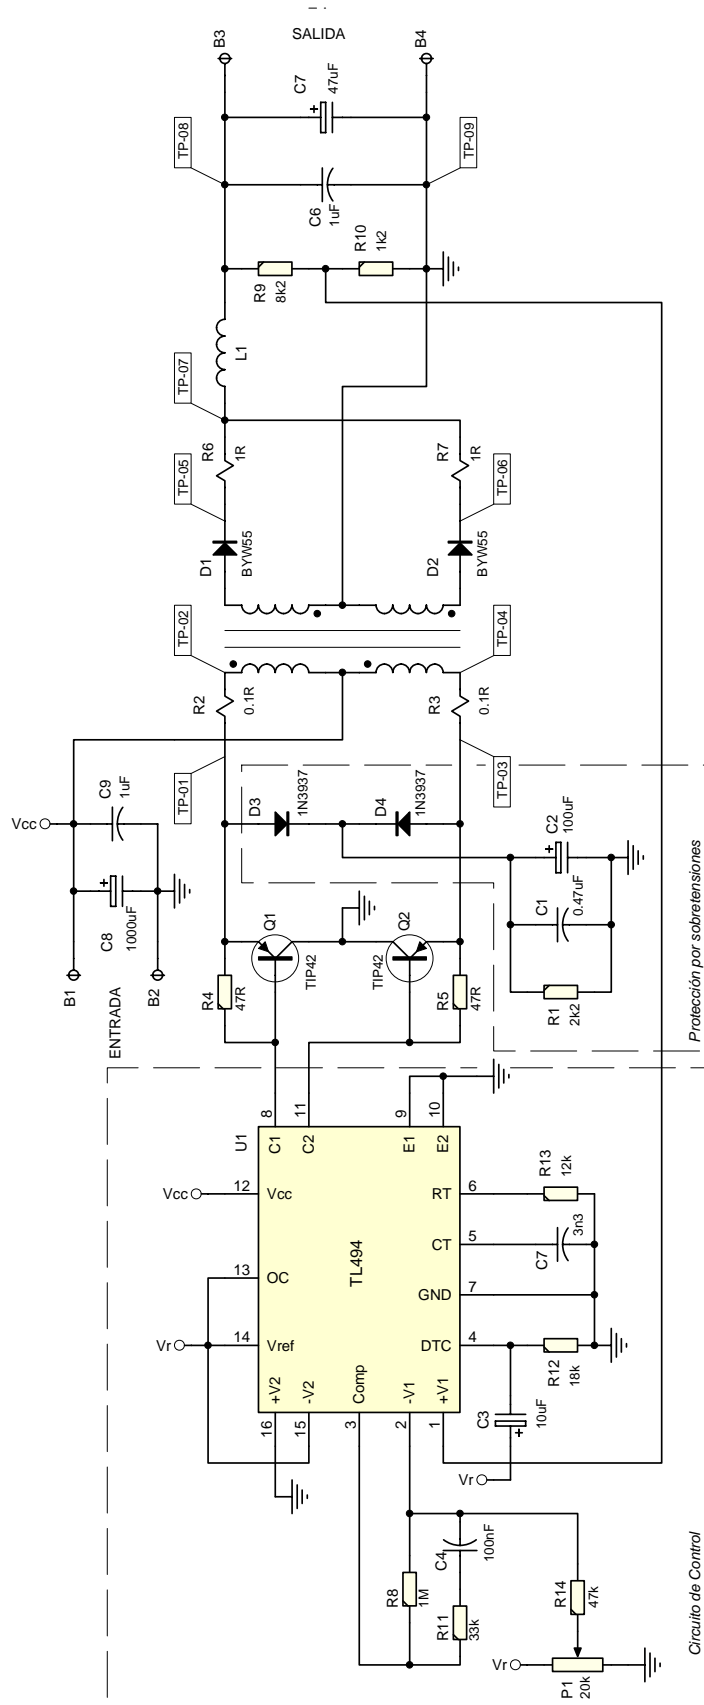 SALIDA
B3
B4
C7
47uF
+
TP-08
TP-09
C6
1uF
R10
1k2
R9
8k2
L1
TP-07
R6
1R
R7
1R
TP-05
TP-06
D1
BYW55
D2
BYW55
TP-02
TP-04
R2
0.1R
R3
0.1R
C9
1uF
TP-01
TP-03
Vcc
D3
1N3937
D4
1N3937
C2
100uF
+
C8
1000uF
+
C1
0.47uF
Q1
TIP42
Q2
TIP42
B1
B2
ENTRADA
R4
47R
R5
47R
R1
2k2
Protección por sobretensiones
U1
8
11
9
10
C1
C2
E1
E2
Vcc
12
Vcc
RT
6
R13
12k
CT
5
C7
3n3
13
OC
TL494
GND
7
Vr
14
Vref
DTC
4
R12
18k
+V2
-V2
Comp
-V1
+V1
16
15
3
2
1
C3
10uF
+
Vr
C4
100nF
R8
1M
R11
33k
R14
47k
Vr
P1
20k
Circuito de Control